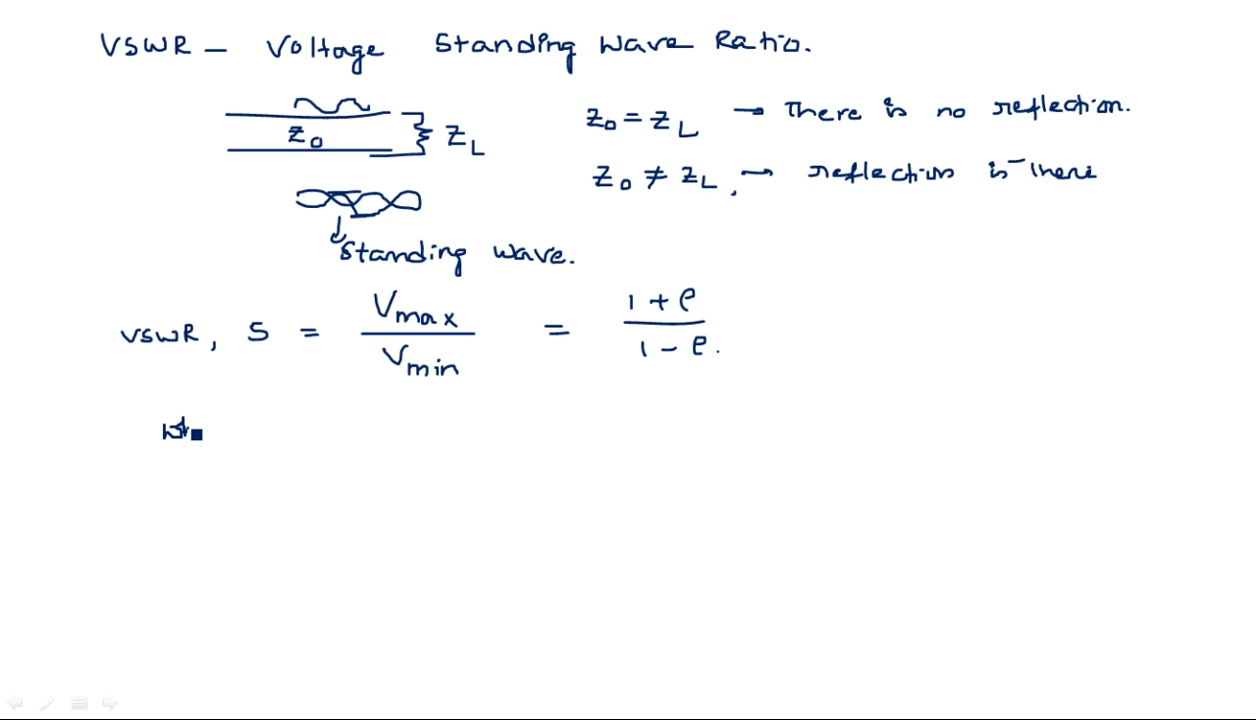 VSWR – Voltage Standing Wave Ratio.
Z0 ZL Z0 = ZL → There is no reflection.
Z0 ≠ ZL, → reflection is there
Standing wave.
VSWR, S = Vmax / Vmin = 1 + ρ / 1 - ρ.